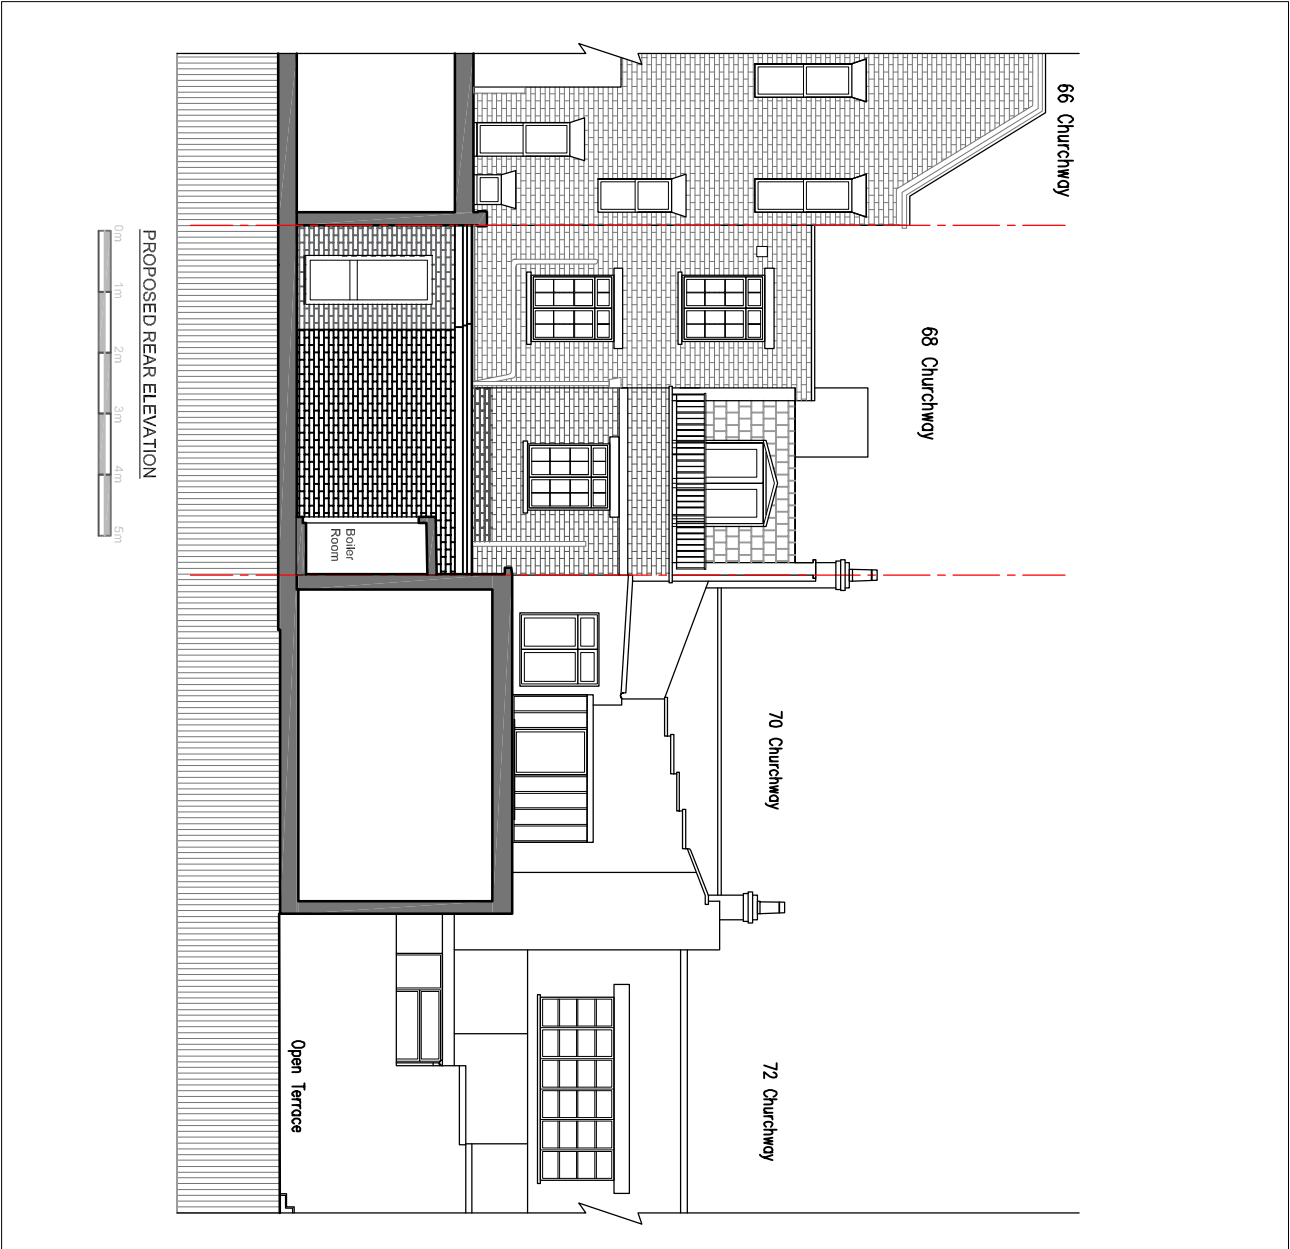 66 Churchway
68 Churchway
70 Churchway
72 Churchway
Boiler
Room
Open Terrace
PROPOSED REAR ELEVATION
0m 1m 2m 3m 4m 5m